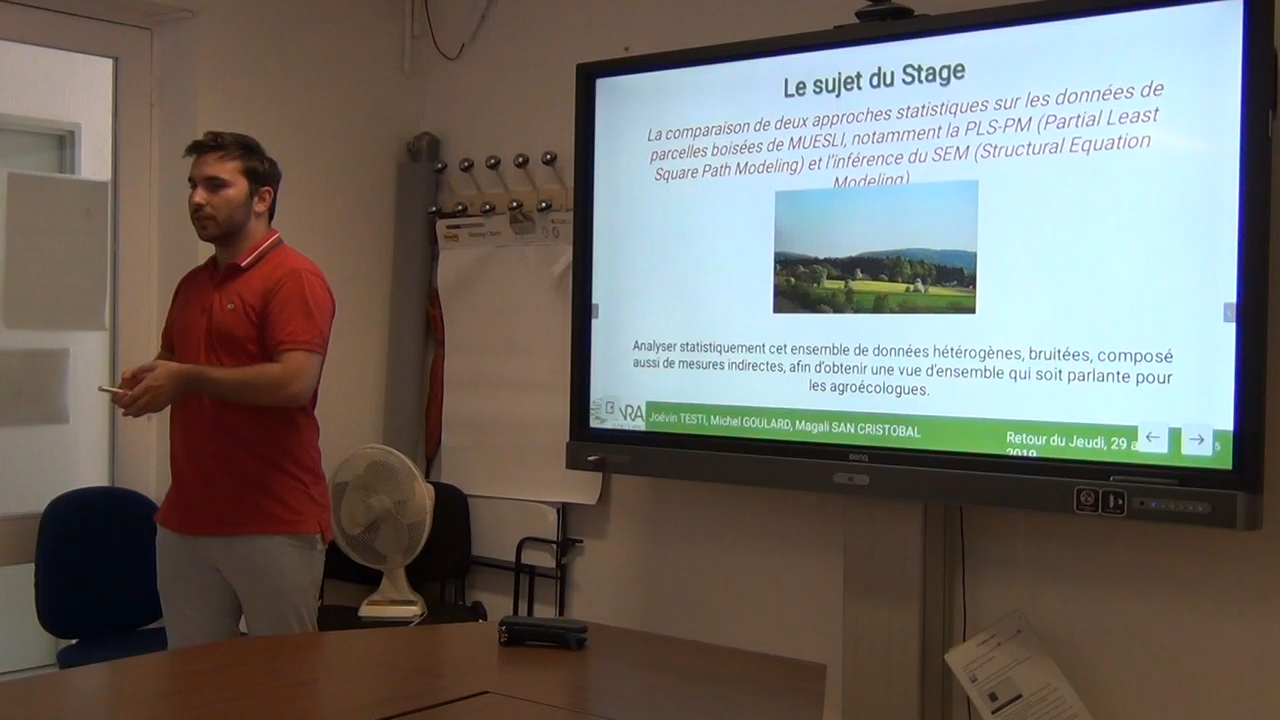 Le sujet du Stage
La comparaison de deux approches statistiques sur les données de
parcelles boisées de MUESLI, notamment la PLS-PM (Partial Least
Square Path Modeling) et l'inférence du SEM (Structural Equation
Modeling)
Analyser statistiquement cet ensemble de données hétérogènes, bruitées, composé
aussi de mesures indirectes, afin d'obtenir une vue d'ensemble qui soit parlante pour
les agroécologues.
Joévin TESTI, Michel GOULARD, Magali SAN CRISTOBAL
Retour du Jeudi, 29 a
2019
BenQ
Post-it